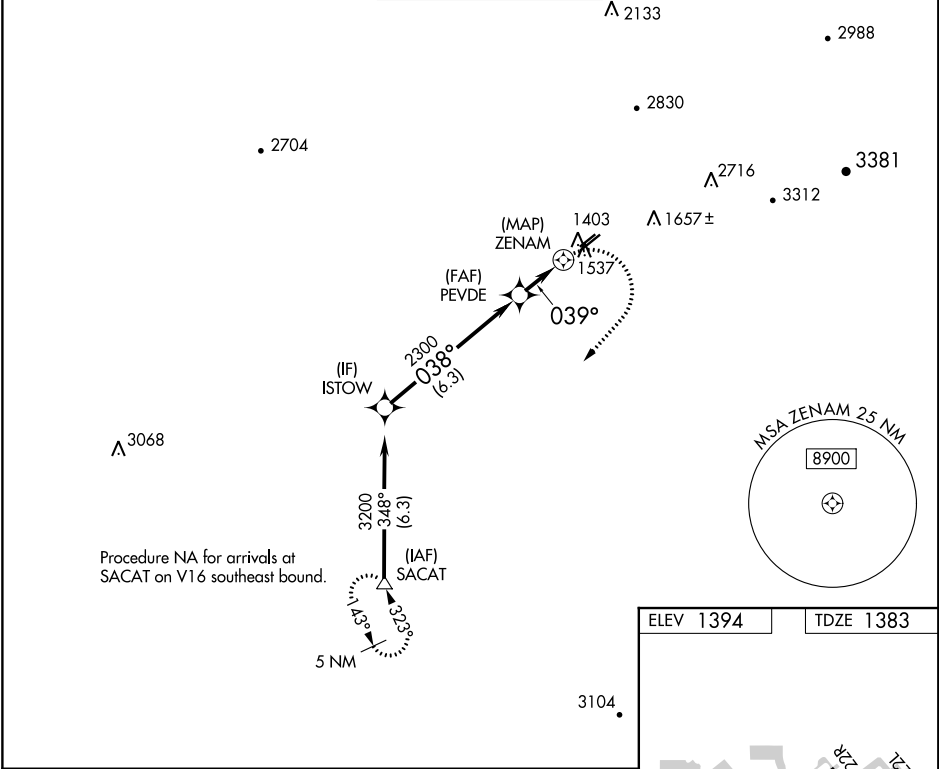 2133
2988
2830
2704
3381
2716
3312
1657±
1403
(MAP)
ZENAM
1537
(FAF)
PEVDE
039°
2300
038°
(6.3)
(IF)
ISTOW
3068
MSA ZENAM 25 NM
8900
3200
348°
(6.3)
Procedure NA for arrivals at
SACAT on V16 southeast bound.
(IAF)
SACAT
143°
323°
5 NM
ELEV 1394
TDZE 1383
3104
22R
22L